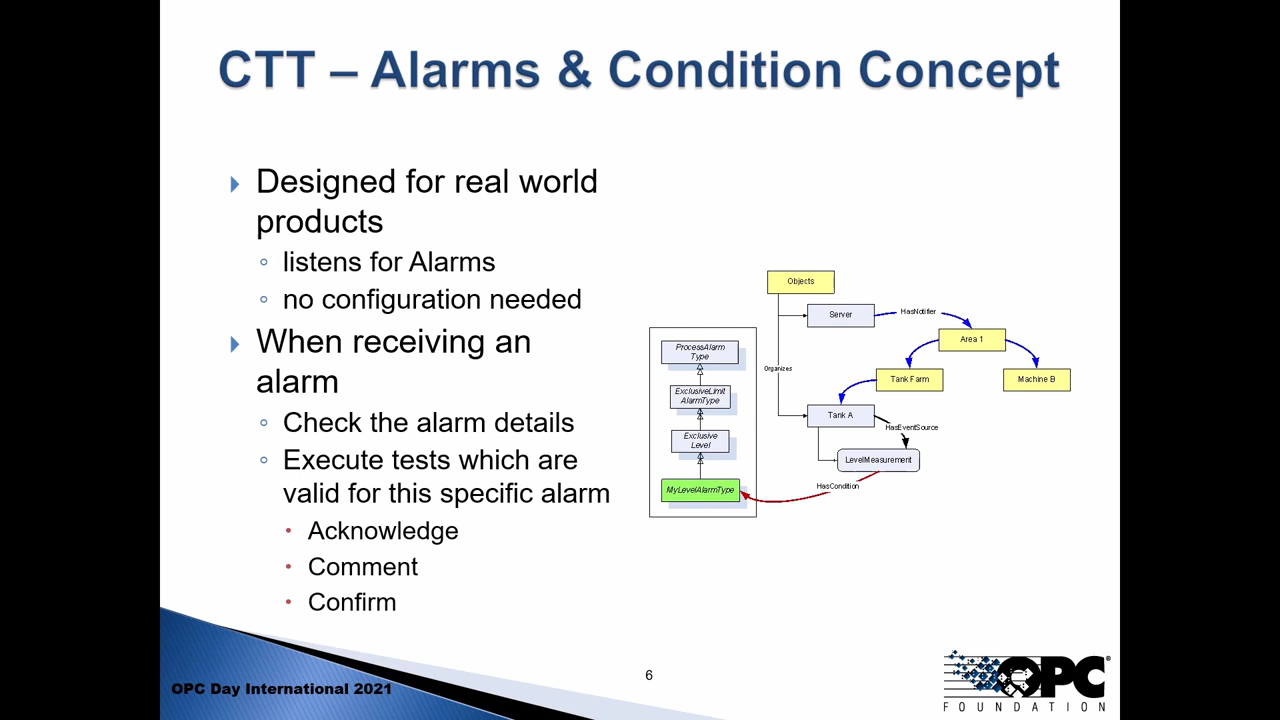 CTT – Alarms & Condition Concept
Designed for real world
products
listens for Alarms
no configuration needed
When receiving an
alarm
Check the alarm details
Execute tests which are
valid for this specific alarm
Acknowledge
Comment
Confirm
Objects
Server
HasNotifier
Area 1
Organizes
Tank Farm
Machine B
Tank A
HasEventSource
LevelMeasurement
HasCondition
ProcessAlarm
Type
ExclusiveLimit
AlarmType
Exclusive
Level
MyLevelAlarmType
OPC Day International 2021
6
OPC®
FOUNDATION